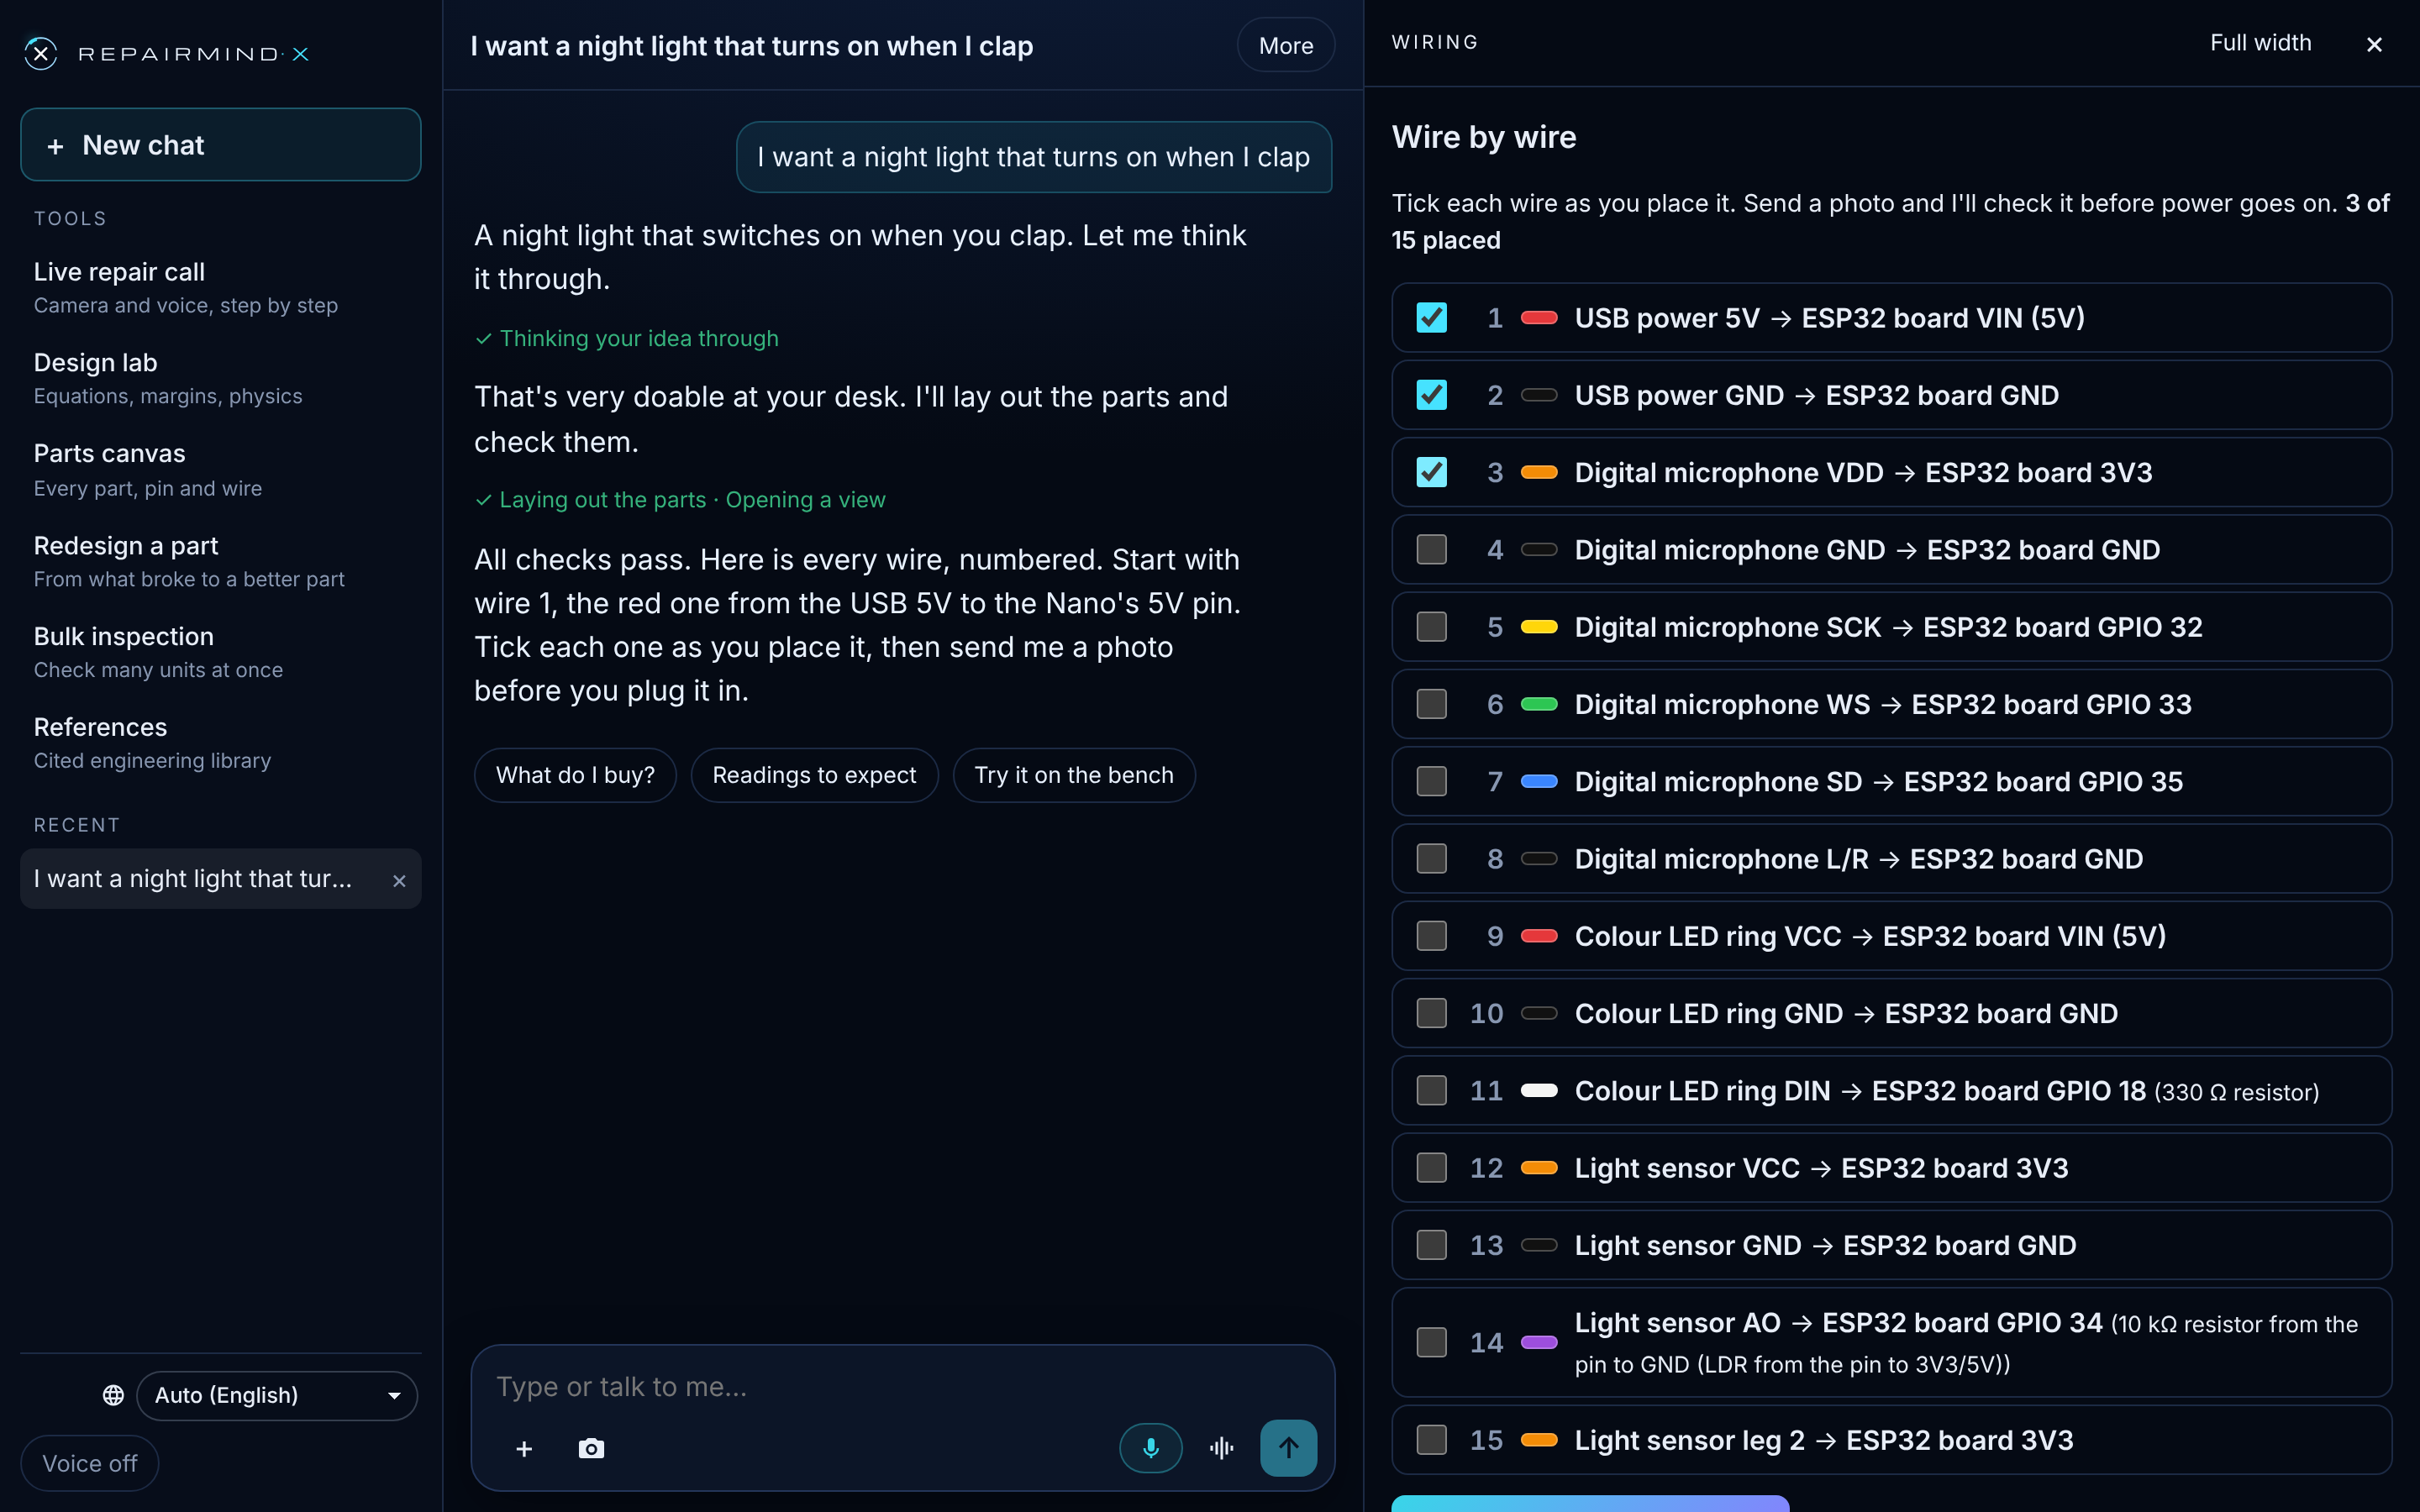 REPAIRMIND·X
+ New chat
TOOLS
Live repair call
Camera and voice, step by step
Design lab
Equations, margins, physics
Parts canvas
Every part, pin and wire
Redesign a part
From what broke to a better part
Bulk inspection
Check many units at once
References
Cited engineering library
RECENT
I want a night light that tur...
Auto (English)
Voice off
I want a night light that turns on when I clap
More
I want a night light that turns on when I clap
A night light that switches on when you clap. Let me think
it through.
✓ Thinking your idea through
That's very doable at your desk. I'll lay out the parts and
check them.
✓ Laying out the parts · Opening a view
All checks pass. Here is every wire, numbered. Start with
wire 1, the red one from the USB 5V to the Nano's 5V pin.
Tick each one as you place it, then send me a photo
before you plug it in.
What do I buy?
Readings to expect
Try it on the bench
Type or talk to me...
WIRING
Full width
Wire by wire
Tick each wire as you place it. Send a photo and I'll check it before power goes on. 3 of
15 placed
1 USB power 5V → ESP32 board VIN (5V)
2 USB power GND → ESP32 board GND
3 Digital microphone VDD → ESP32 board 3V3
4 Digital microphone GND → ESP32 board GND
5 Digital microphone SCK → ESP32 board GPIO 32
6 Digital microphone WS → ESP32 board GPIO 33
7 Digital microphone SD → ESP32 board GPIO 35
8 Digital microphone L/R → ESP32 board GND
9 Colour LED ring VCC → ESP32 board VIN (5V)
10 Colour LED ring GND → ESP32 board GND
11 Colour LED ring DIN → ESP32 board GPIO 18 (330 Ω resistor)
12 Light sensor VCC → ESP32 board 3V3
13 Light sensor GND → ESP32 board GND
14 Light sensor AO → ESP32 board GPIO 34 (10 kΩ resistor from the
pin to GND (LDR from the pin to 3V3/5V))
15 Light sensor leg 2 → ESP32 board 3V3